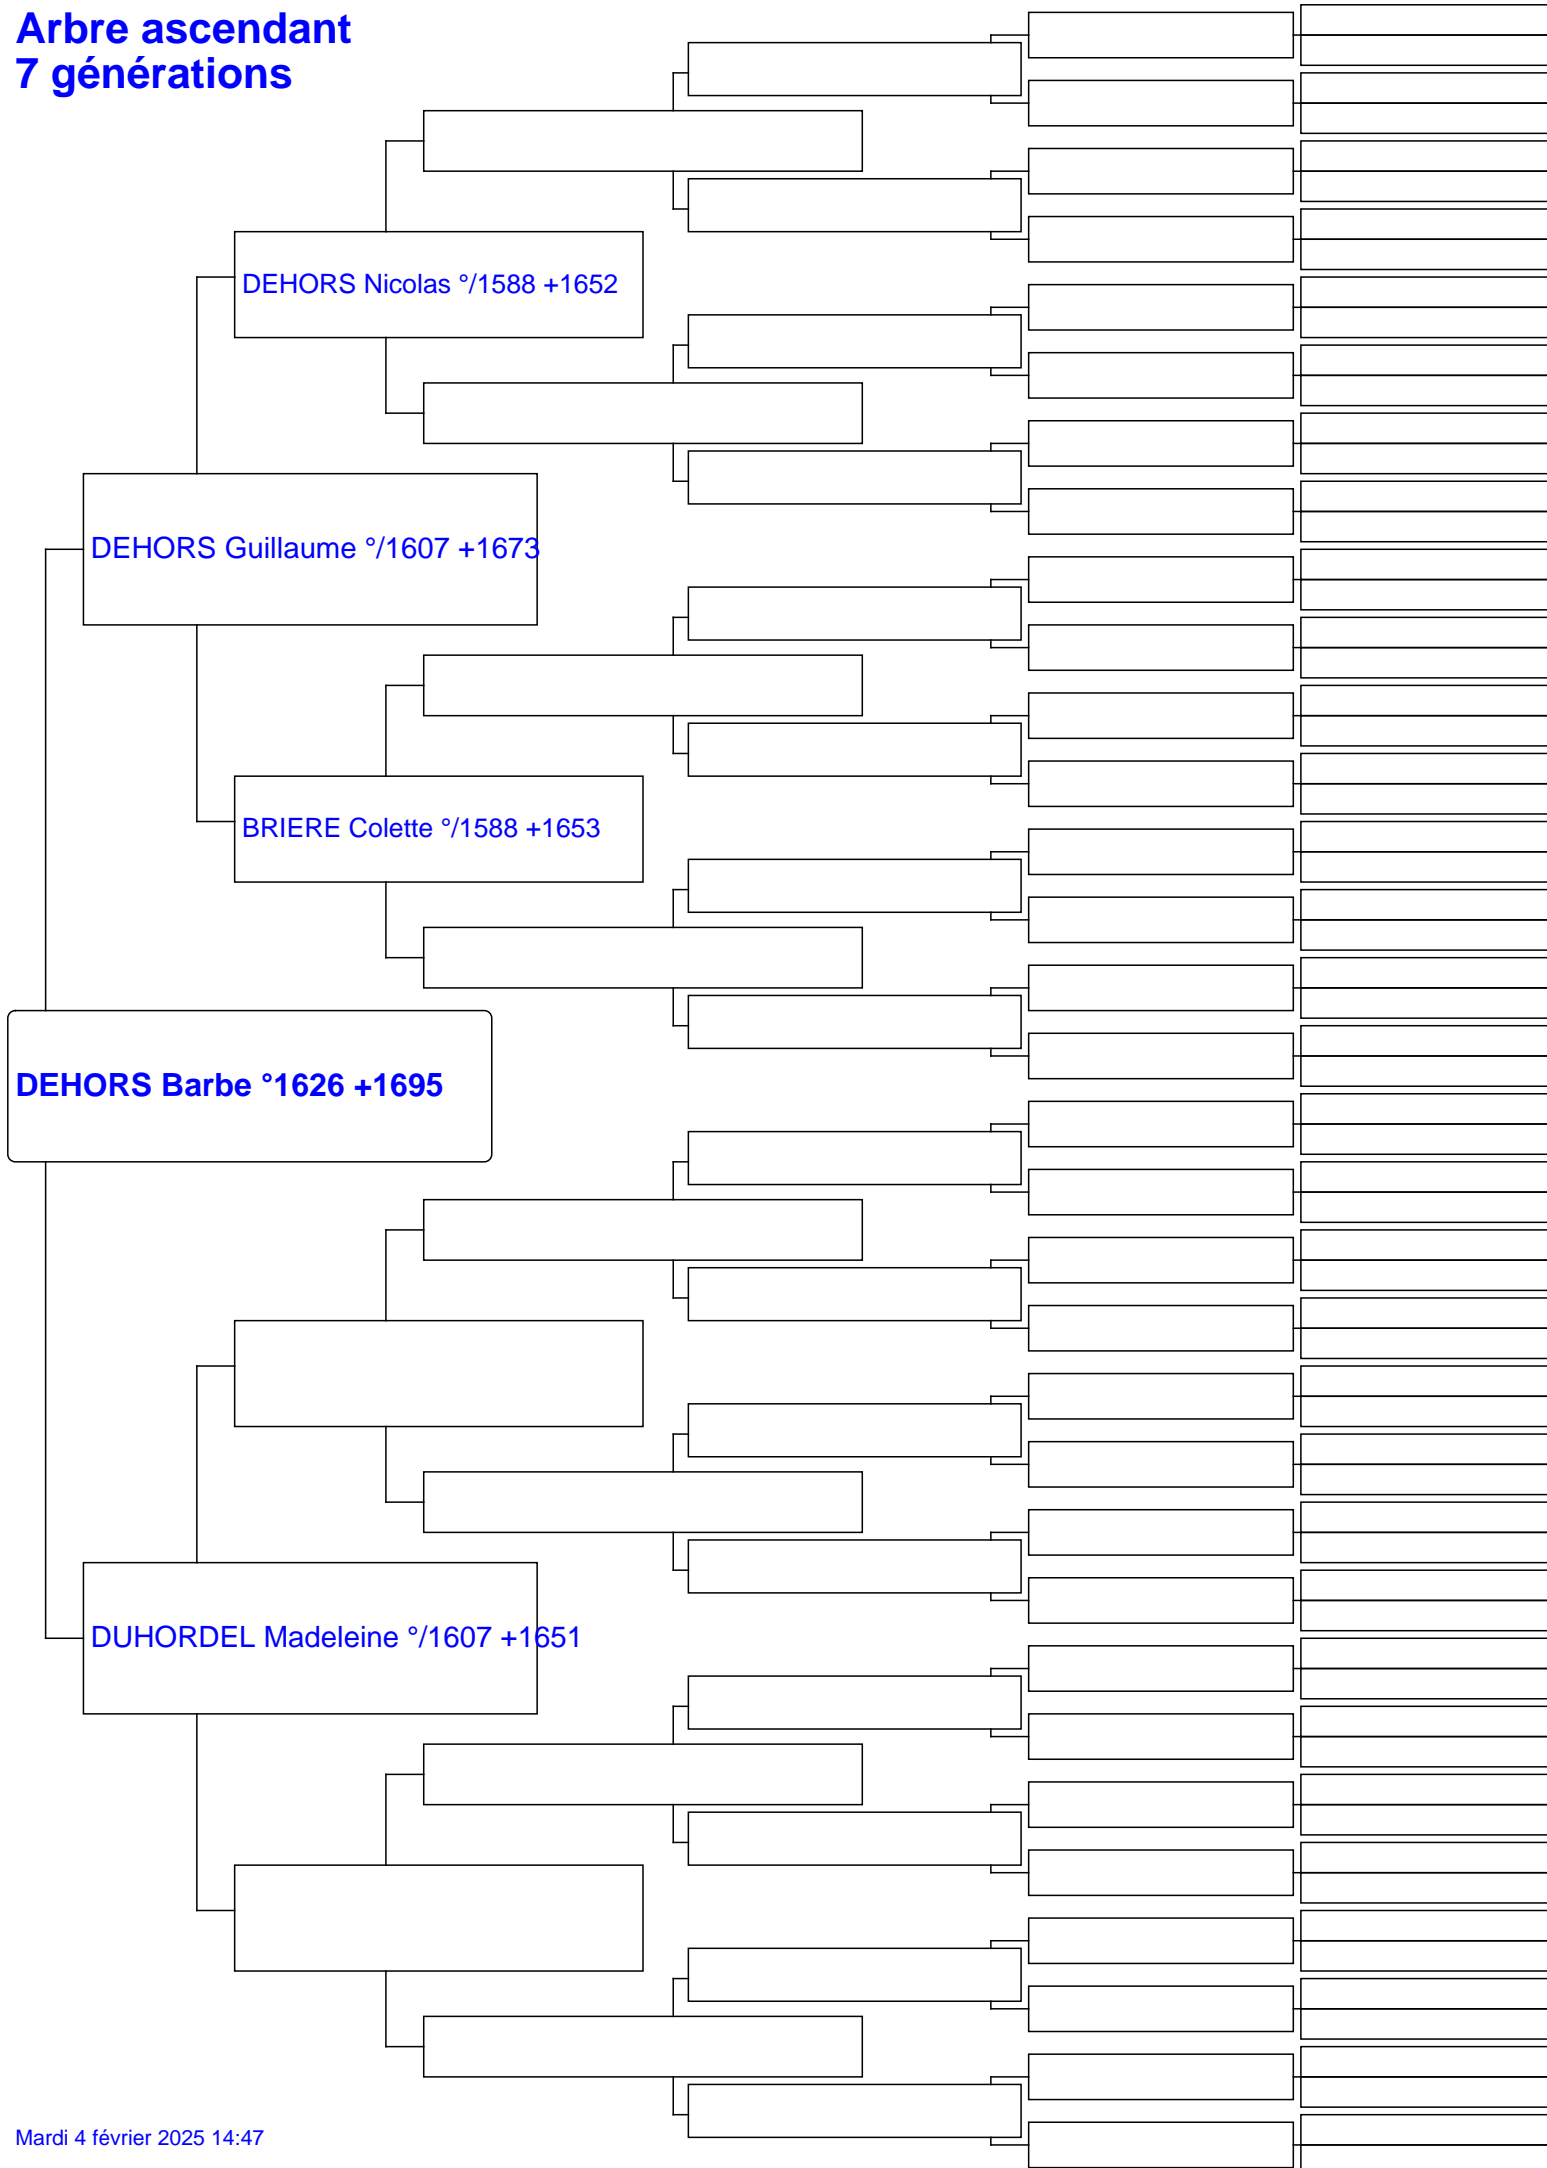 Arbre ascendant
7 générations
DEHORS Nicolas °/1588 +1652
DEHORS Guillaume °/1607 +1673
BRIERE Colette °/1588 +1653
DEHORS Barbe °1626 +1695
DUHORDEL Madeleine °/1607 +1651
Mardi 4 février 2025 14:47